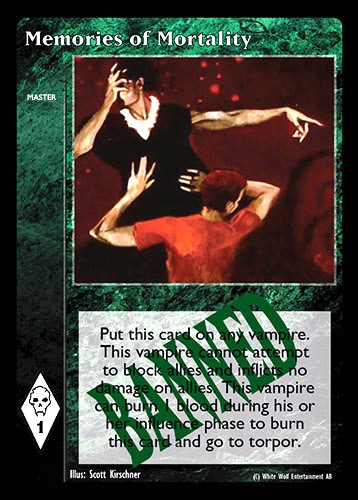 Memories of Mortality
MASTER
Put this card on any vampire.
This vampire cannot attempt
to block allies and inflicts no
damage on allies. This vampire
can burn 1 blood during his or
her influence phase to burn
this card and go to torpor.
BANNED
1
Illus: Scott Kirschner
(C) White Wolf Entertainment AB